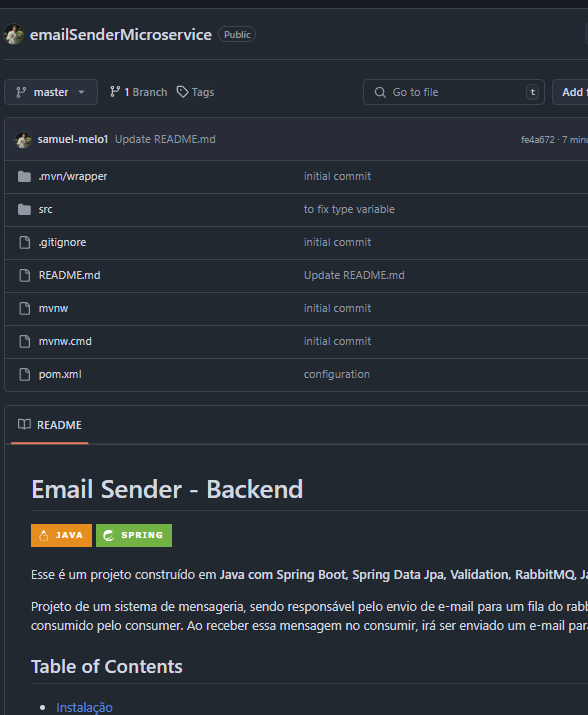 emailSenderMicroservice Public
master 1 Branch Tags Go to file t Add
samuel-melo1 Update README.md fe4a672 · 7 minu
.mvn/wrapper initial commit
src to fix type variable
.gitignore initial commit
README.md Update README.md
mvnw initial commit
mvnw.cmd initial commit
pom.xml configuration
README
Email Sender - Backend
JAVA SPRING
Esse é um projeto construído em Java com Spring Boot, Spring Data Jpa, Validation, RabbitMQ, Ja
Projeto de um sistema de mensageria, sendo responsável pelo envio de e-mail para um fila do rabb
consumido pelo consumer. Ao receber essa mensagem no consumir, irá ser enviado um e-mail par
Table of Contents
Instalação